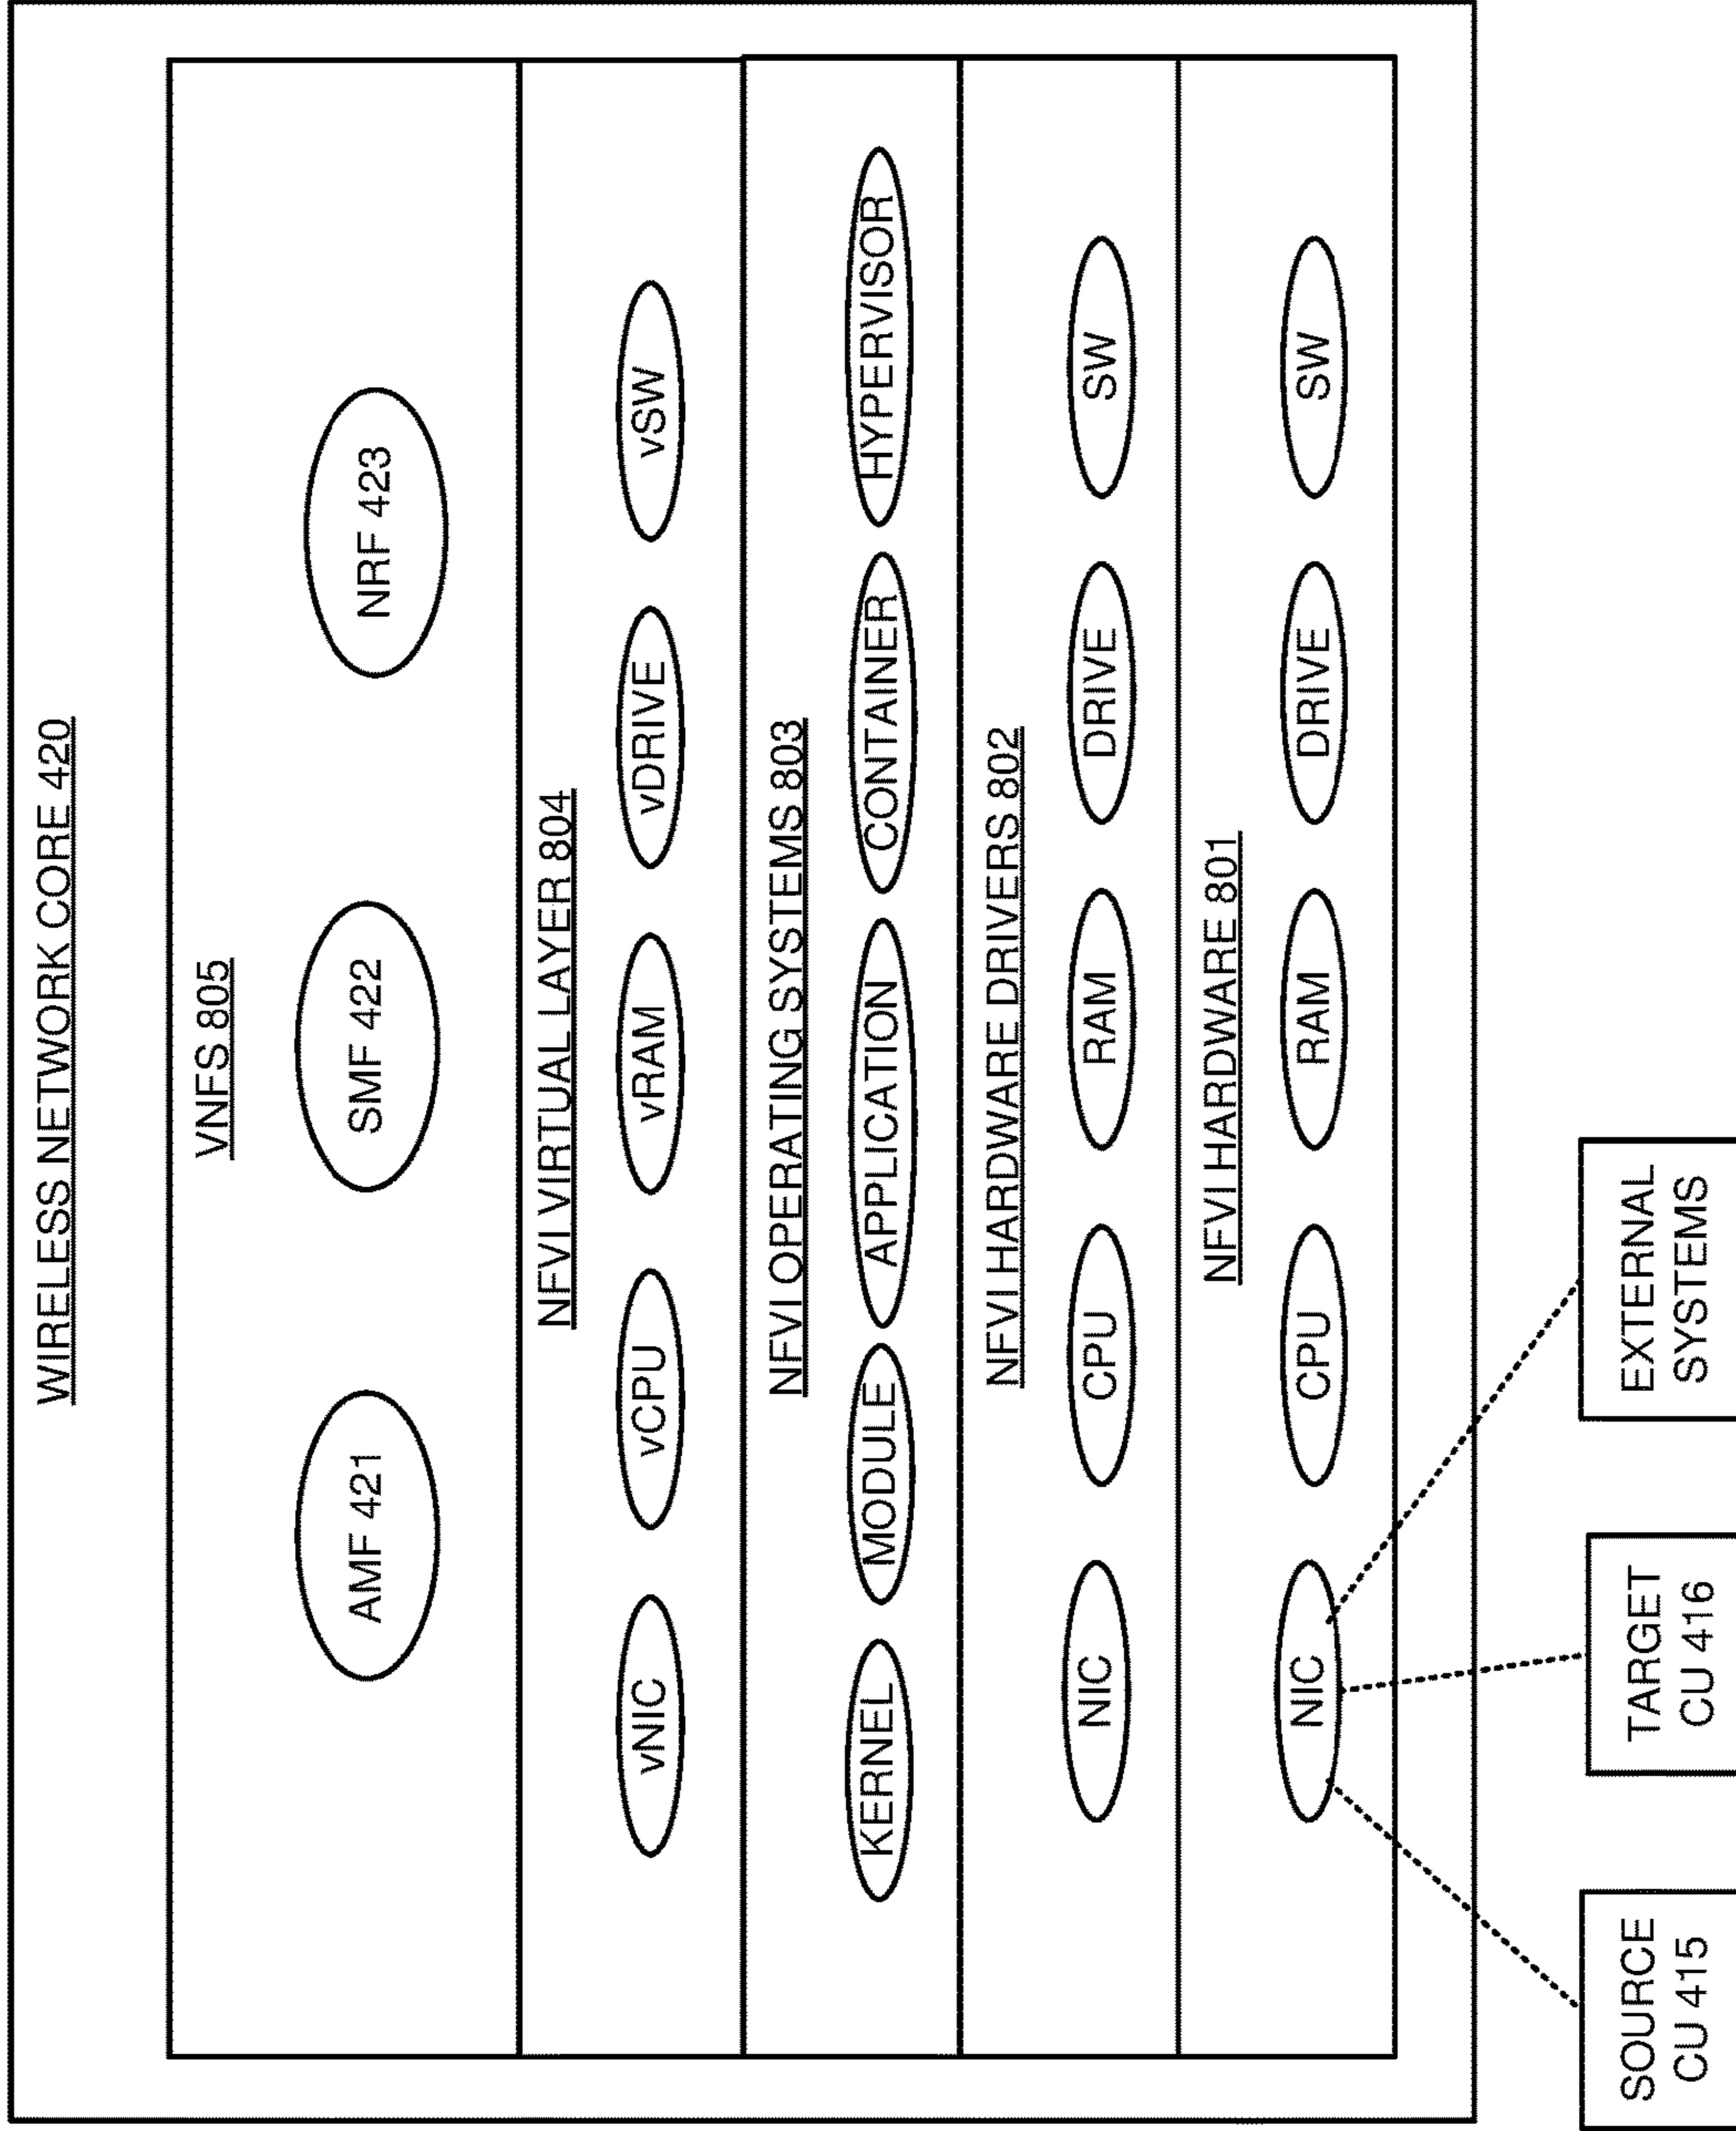 WIRELESS NETWORK CORE 420
VNFS 805
AMF 421
SMF 422
NRF 423
NFVI VIRTUAL LAYER 804
vNIC
vCPU
vRAM
vDRIVE
vSW
NFVI OPERATING SYSTEMS 803
KERNEL
MODULE
APPLICATION
CONTAINER
HYPERVISOR
NFVI HARDWARE DRIVERS 802
NIC
CPU
RAM
DRIVE
SW
NFVI HARDWARE 801
NIC
CPU
RAM
DRIVE
SW
SOURCE
CU 415
TARGET
CU 416
EXTERNAL
SYSTEMS